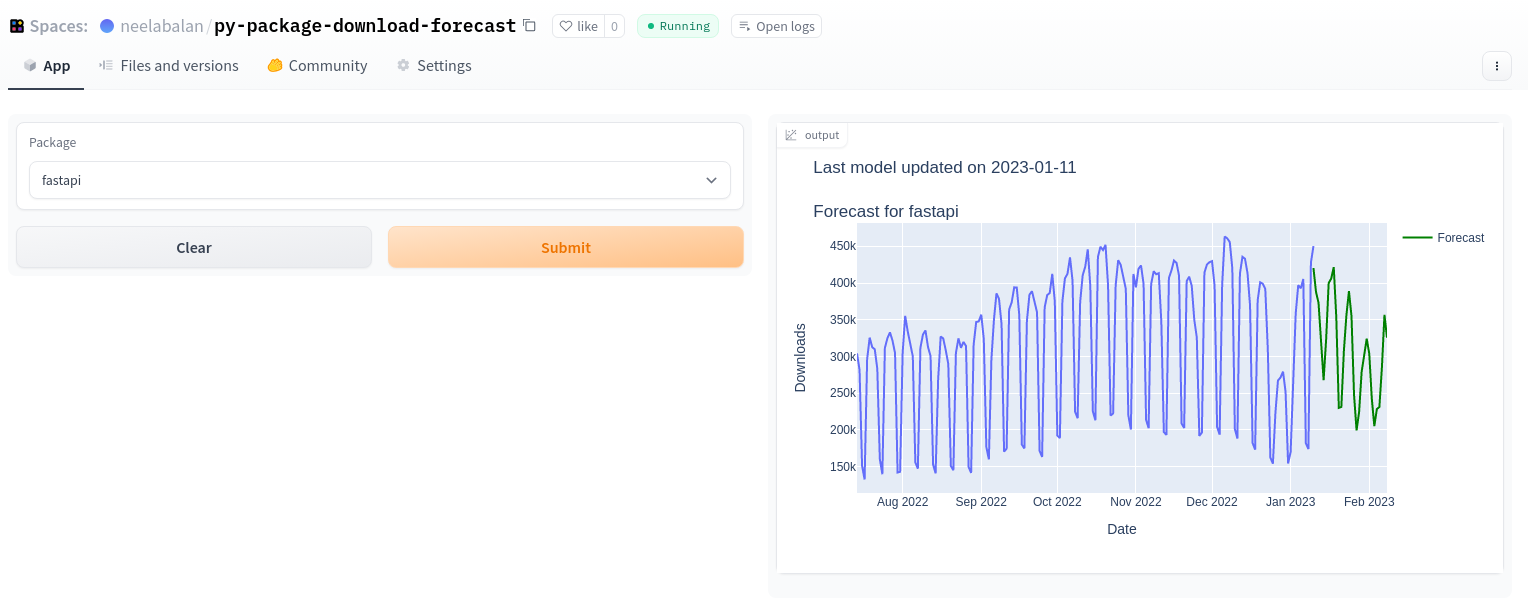 Spaces: neelabalan/py-package-download-forecast like 0 Running Open logs
App Files and versions Community Settings
Package
fastapi
Clear Submit
output
Last model updated on 2023-01-11
Forecast for fastapi
Forecast
450k
400k
350k
300k
250k
200k
150k
Downloads
Aug 2022 Sep 2022 Oct 2022 Nov 2022 Dec 2022 Jan 2023 Feb 2023
Date